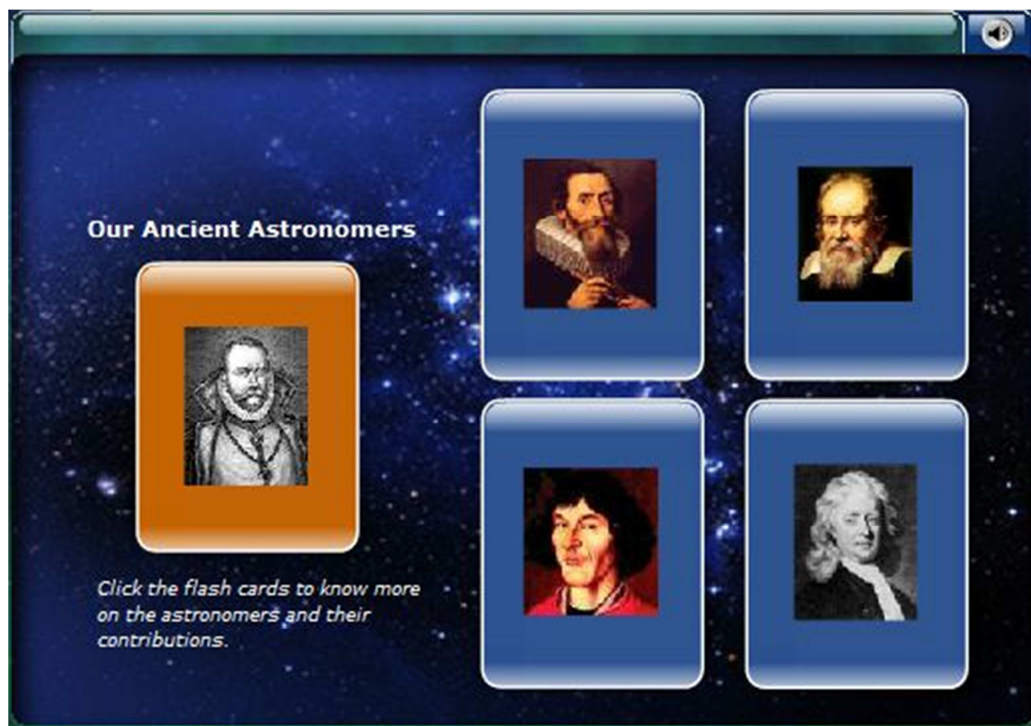 Our Ancient Astronomers
Click the flash cards to know more
on the astronomers and their
contributions.